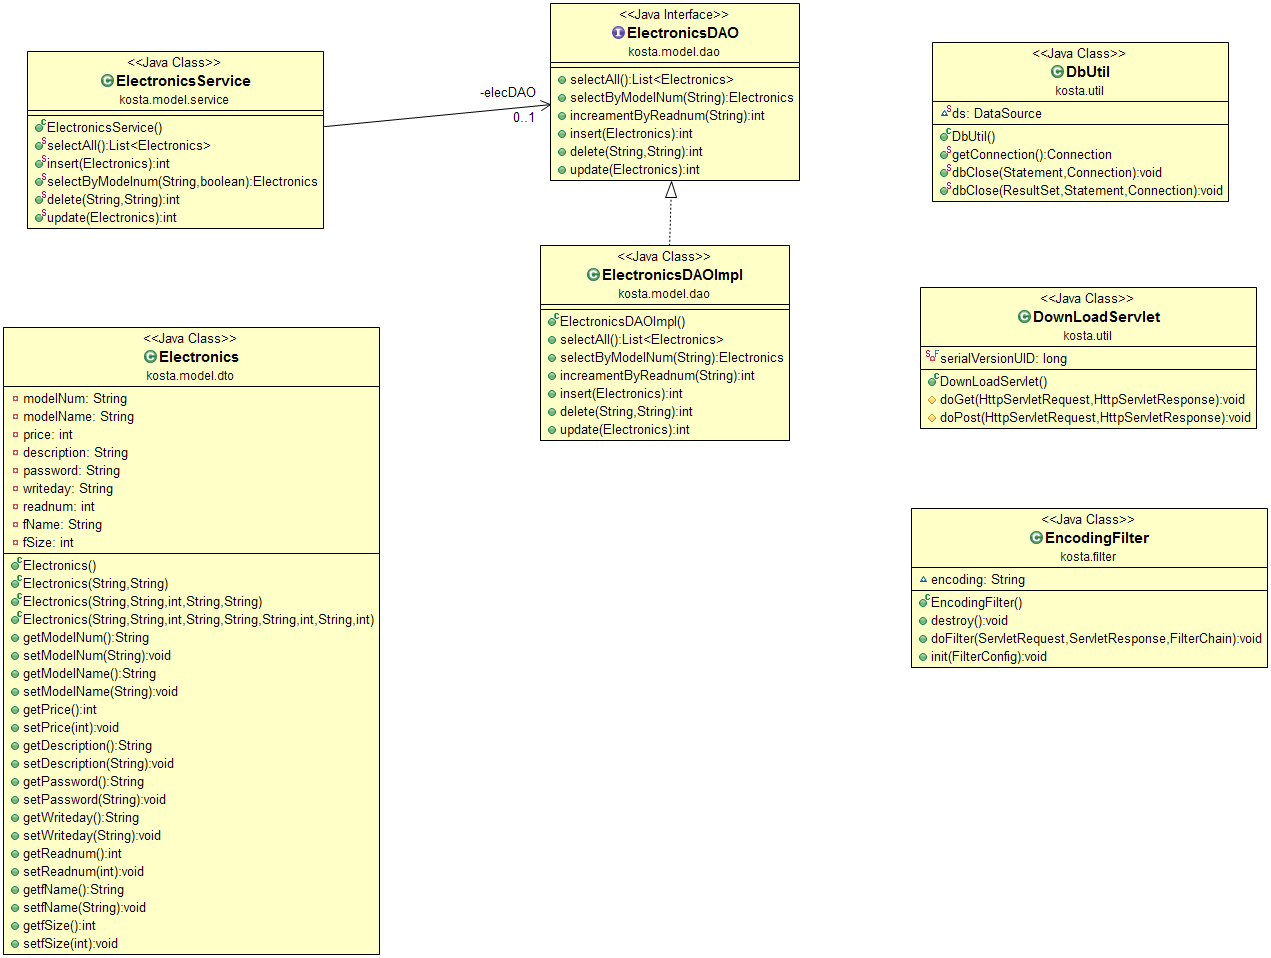 <<Java Class>>
ElectronicsService
kosta.model.service
ElectronicsService()
selectAll():List<Electronics>
insert(Electronics):int
selectByModelnum(String,boolean):Electronics
delete(String,String):int
update(Electronics):int
-elecDAO
0..1
<<Java Interface>>
ElectronicsDAO
kosta.model.dao
selectAll():List<Electronics>
selectByModelNum(String):Electronics
increamentByReadnum(String):int
insert(Electronics):int
delete(String,String):int
update(Electronics):int
<<Java Class>>
ElectronicsDAOImpl
kosta.model.dao
ElectronicsDAOImpl()
selectAll():List<Electronics>
selectByModelNum(String):Electronics
increamentByReadnum(String):int
insert(Electronics):int
delete(String,String):int
update(Electronics):int
<<Java Class>>
DbUtil
kosta.util
ds: DataSource
DbUtil()
getConnection():Connection
dbClose(Statement,Connection):void
dbClose(ResultSet,Statement,Connection):void
<<Java Class>>
DownLoadServlet
kosta.util
serialVersionUID: long
DownLoadServlet()
doGet(HttpServletRequest,HttpServletResponse):void
doPost(HttpServletRequest,HttpServletResponse):void
<<Java Class>>
EncodingFilter
kosta.filter
encoding: String
EncodingFilter()
destroy():void
doFilter(ServletRequest,ServletResponse,FilterChain):void
init(FilterConfig):void
<<Java Class>>
Electronics
kosta.model.dto
modelNum: String
modelName: String
price: int
description: String
password: String
writeday: String
readnum: int
fName: String
fSize: int
Electronics()
Electronics(String,String)
Electronics(String,String,int,String,String)
Electronics(String,String,int,String,String,String,int,String,int)
getModelNum():String
setModelNum(String):void
getModelName():String
setModelName(String):void
getPrice():int
setPrice(int):void
getDescription():String
setDescription(String):void
getPassword():String
setPassword(String):void
getWriteday():String
setWriteday(String):void
getReadnum():int
setReadnum(int):void
getfName():String
setfName(String):void
getfSize():int
setfSize(int):void